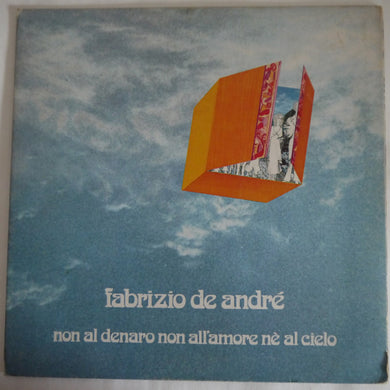 fabrizio de andré
non al denaro non all'amore nè al cielo